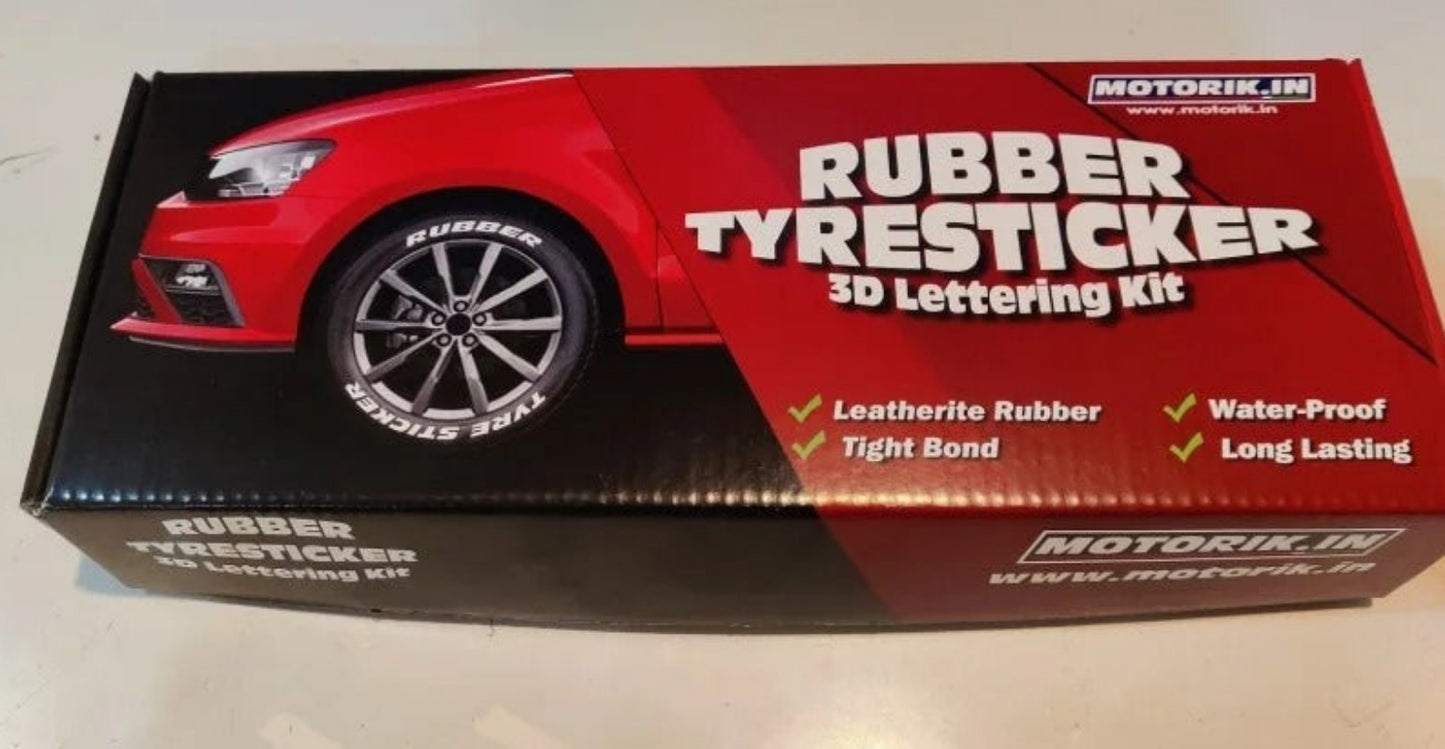 MOTORIK.IN
www.motorik.in
RUBBER
TYRESTICKER
3D Lettering Kit
RUBBER
TYRE STICKER
Leatherite Rubber
Water-Proof
Tight Bond
Long Lasting
RUBBER
TYRESTICKER
3D Lettering Kit
MOTORIK.IN
www.motorik.in